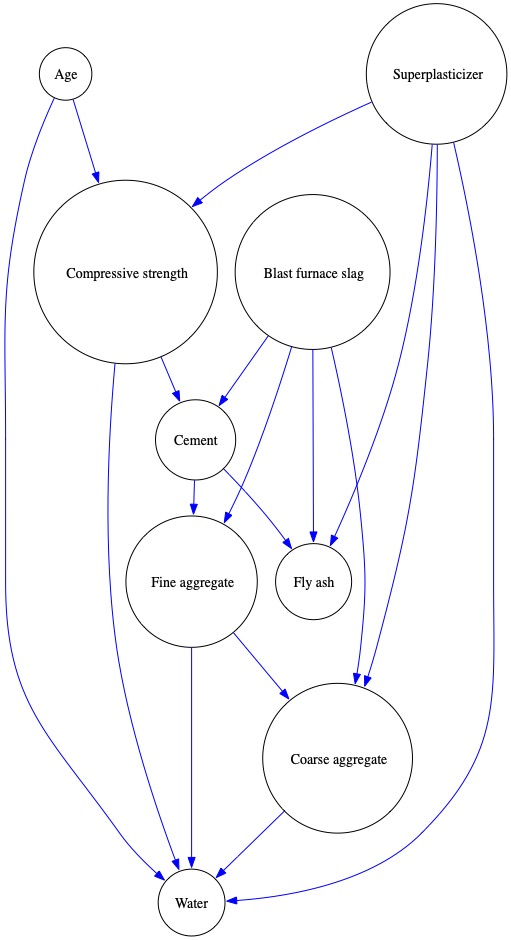 Age
Superplasticizer
Compressive strength
Blast furnace slag
Cement
Fine aggregate
Fly ash
Coarse aggregate
Water